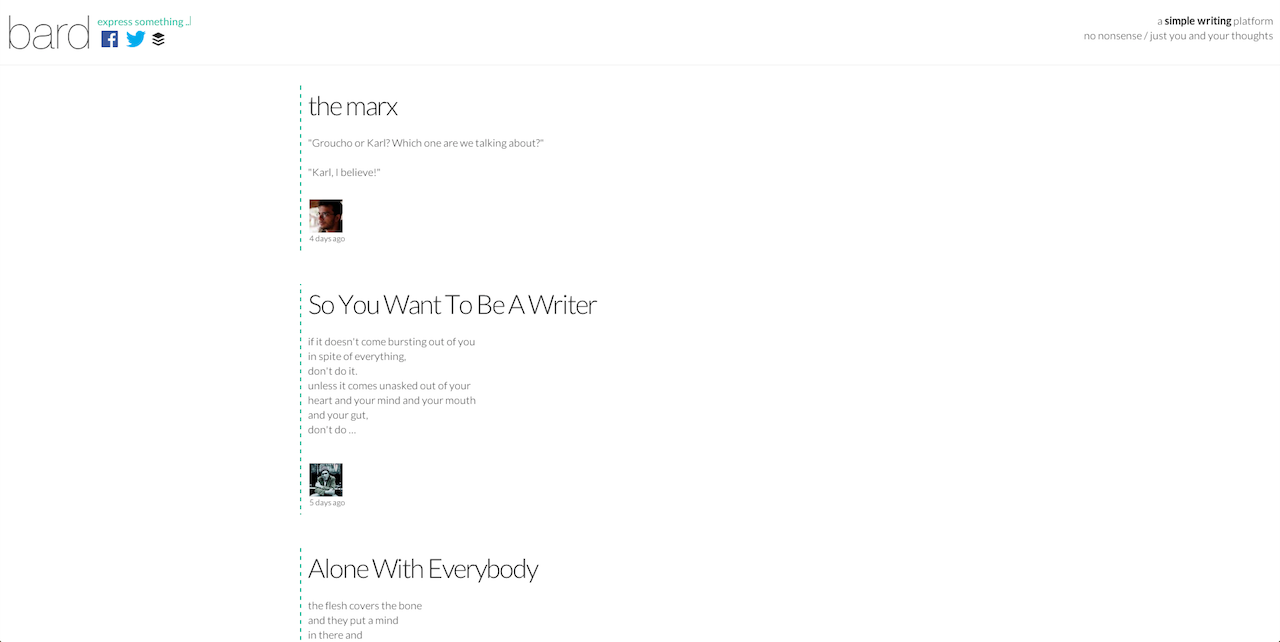 bard
express something ..
a simple writing platform
no nonsense / just you and your thoughts
the marx
"Groucho or Karl? Which one are we talking about?"
"Karl, I believe!"
4 days ago
So You Want To Be A Writer
if it doesn't come bursting out of you
in spite of everything,
don't do it.
unless it comes unasked out of your
heart and your mind and your mouth
and your gut,
don't do ...
5 days ago
Alone With Everybody
the flesh covers the bone
and they put a mind
in there and